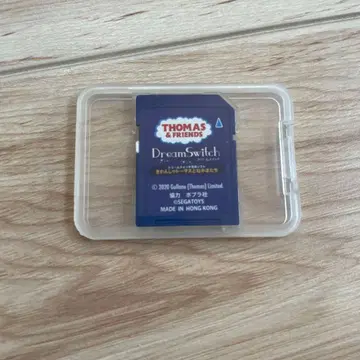 THOMAS
& FRIENDS
DreamSwitch
© 2020 Gullane (Thomas) Limited
協力 ポプラ社
©SEGATOYS
MADE IN HONG KONG